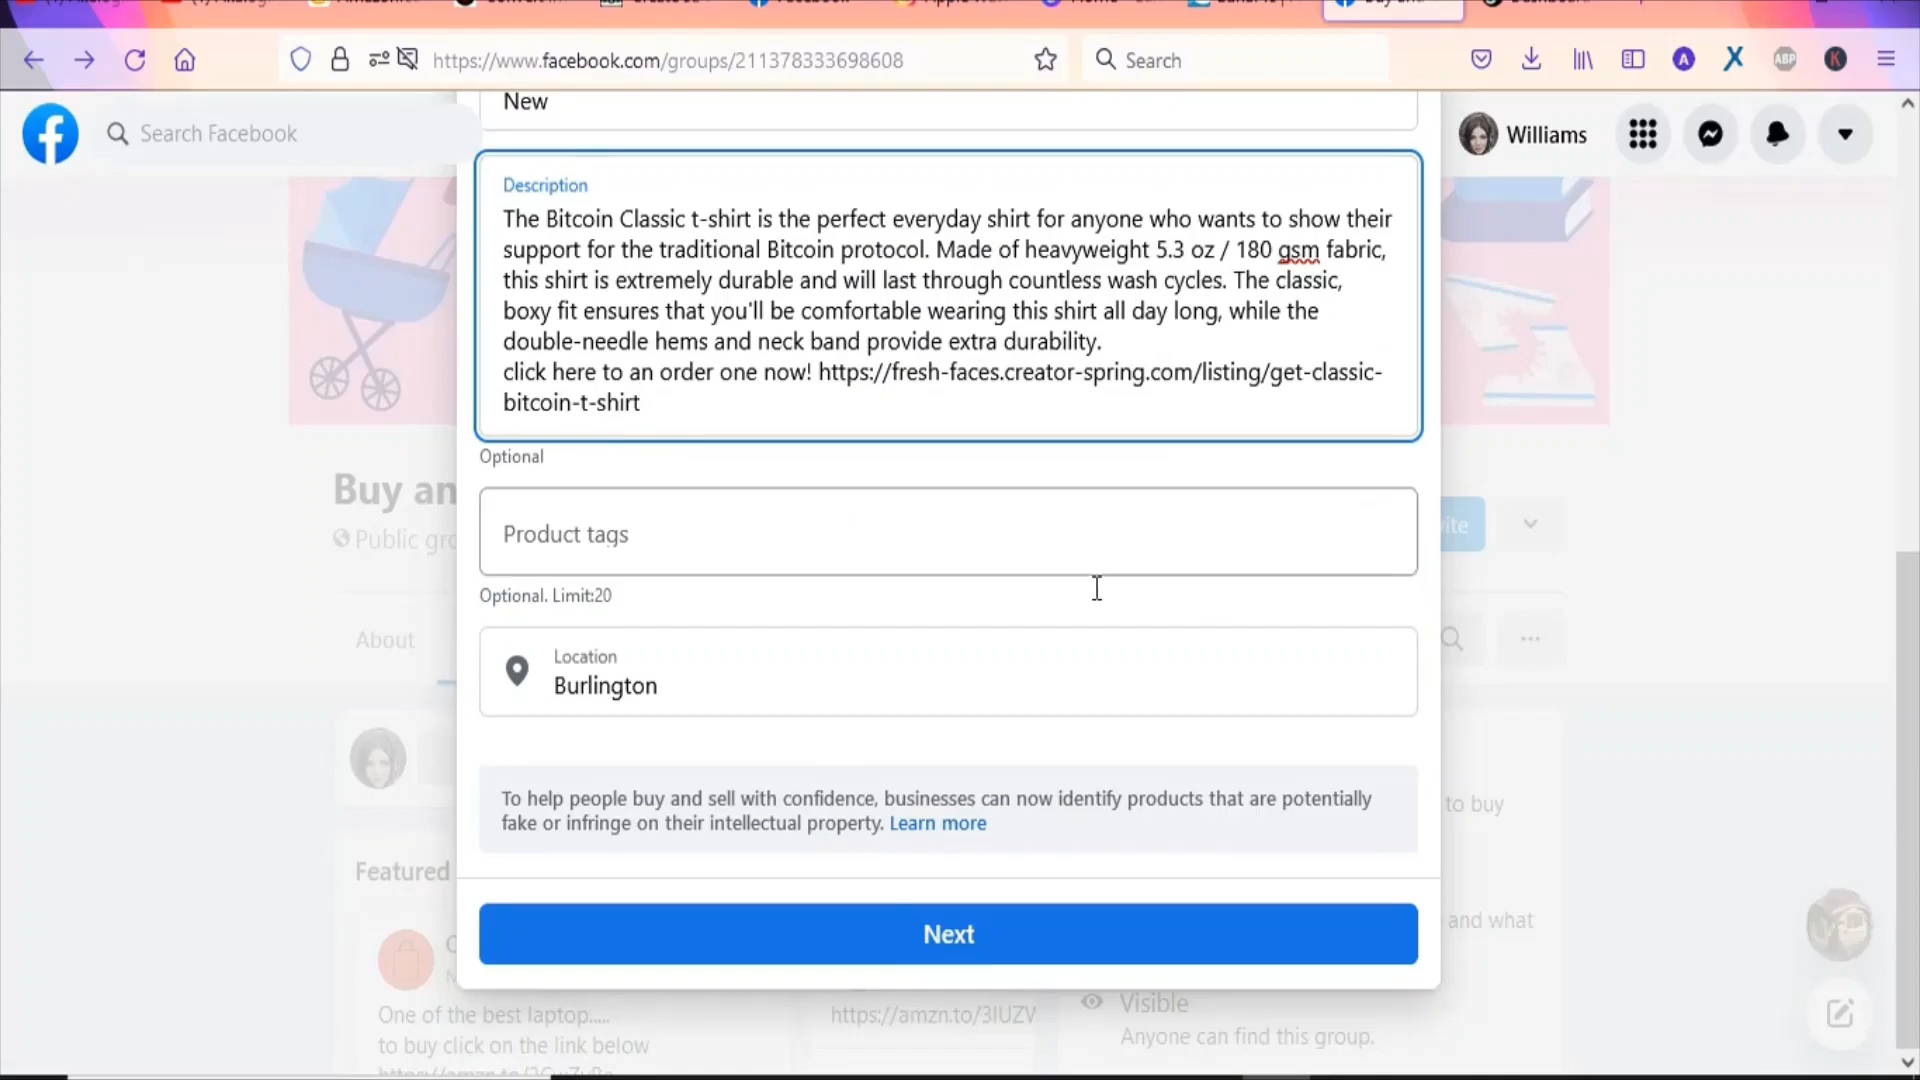 https://www.facebook.com/groups/211378333698608
Search
Search Facebook
Williams
New
Description
The Bitcoin Classic t-shirt is the perfect everyday shirt for anyone who wants to show their
support for the traditional Bitcoin protocol. Made of heavyweight 5.3 oz / 180 gsm fabric,
this shirt is extremely durable and will last through countless wash cycles. The classic,
boxy fit ensures that you'll be comfortable wearing this shirt all day long, while the
double-needle hems and neck band provide extra durability.
click here to an order one now! https://fresh-faces.creator-spring.com/listing/get-classic-
bitcoin-t-shirt
Optional
Product tags
Optional. Limit:20
Location
Burlington
To help people buy and sell with confidence, businesses can now identify products that are potentially
fake or infringe on their intellectual property. Learn more
Next
Buy an
Public gro
About
Featured
One of the best laptop.....
to buy click on the link below
https://amzn.to/3IUZV
to buy
and what
Visible
Anyone can find this group.
ABP
A
K